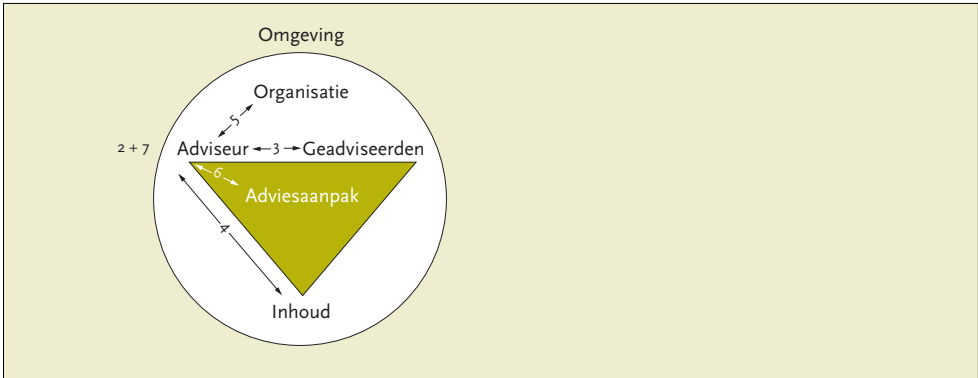 Omgeving
Organisatie
5
2 + 7 Adviseur 3 Geadviseerden
6
Adviesaanpak
4
Inhoud